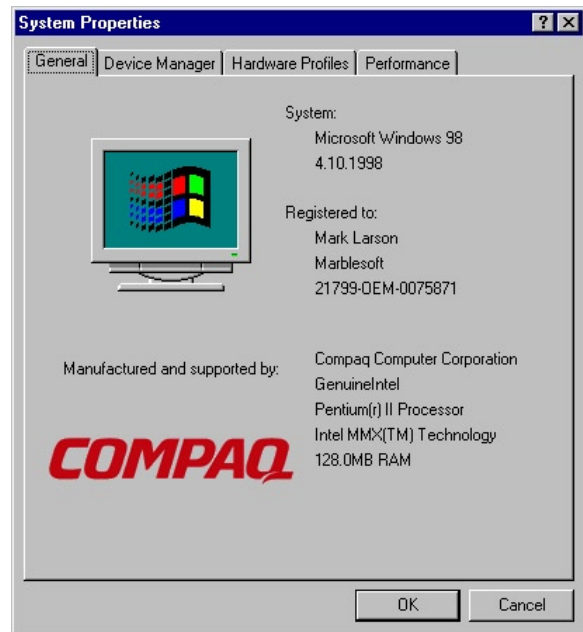 System Properties
General Device Manager Hardware Profiles Performance
System:
Microsoft Windows 98
4.10.1998
Registered to:
Mark Larson
Marblesoft
21799-OEM-0075871
Manufactured and supported by:
COMPAQ
Compaq Computer Corporation
GenuineIntel
Pentium(r) II Processor
Intel MMX(TM) Technology
128.0MB RAM
OK Cancel